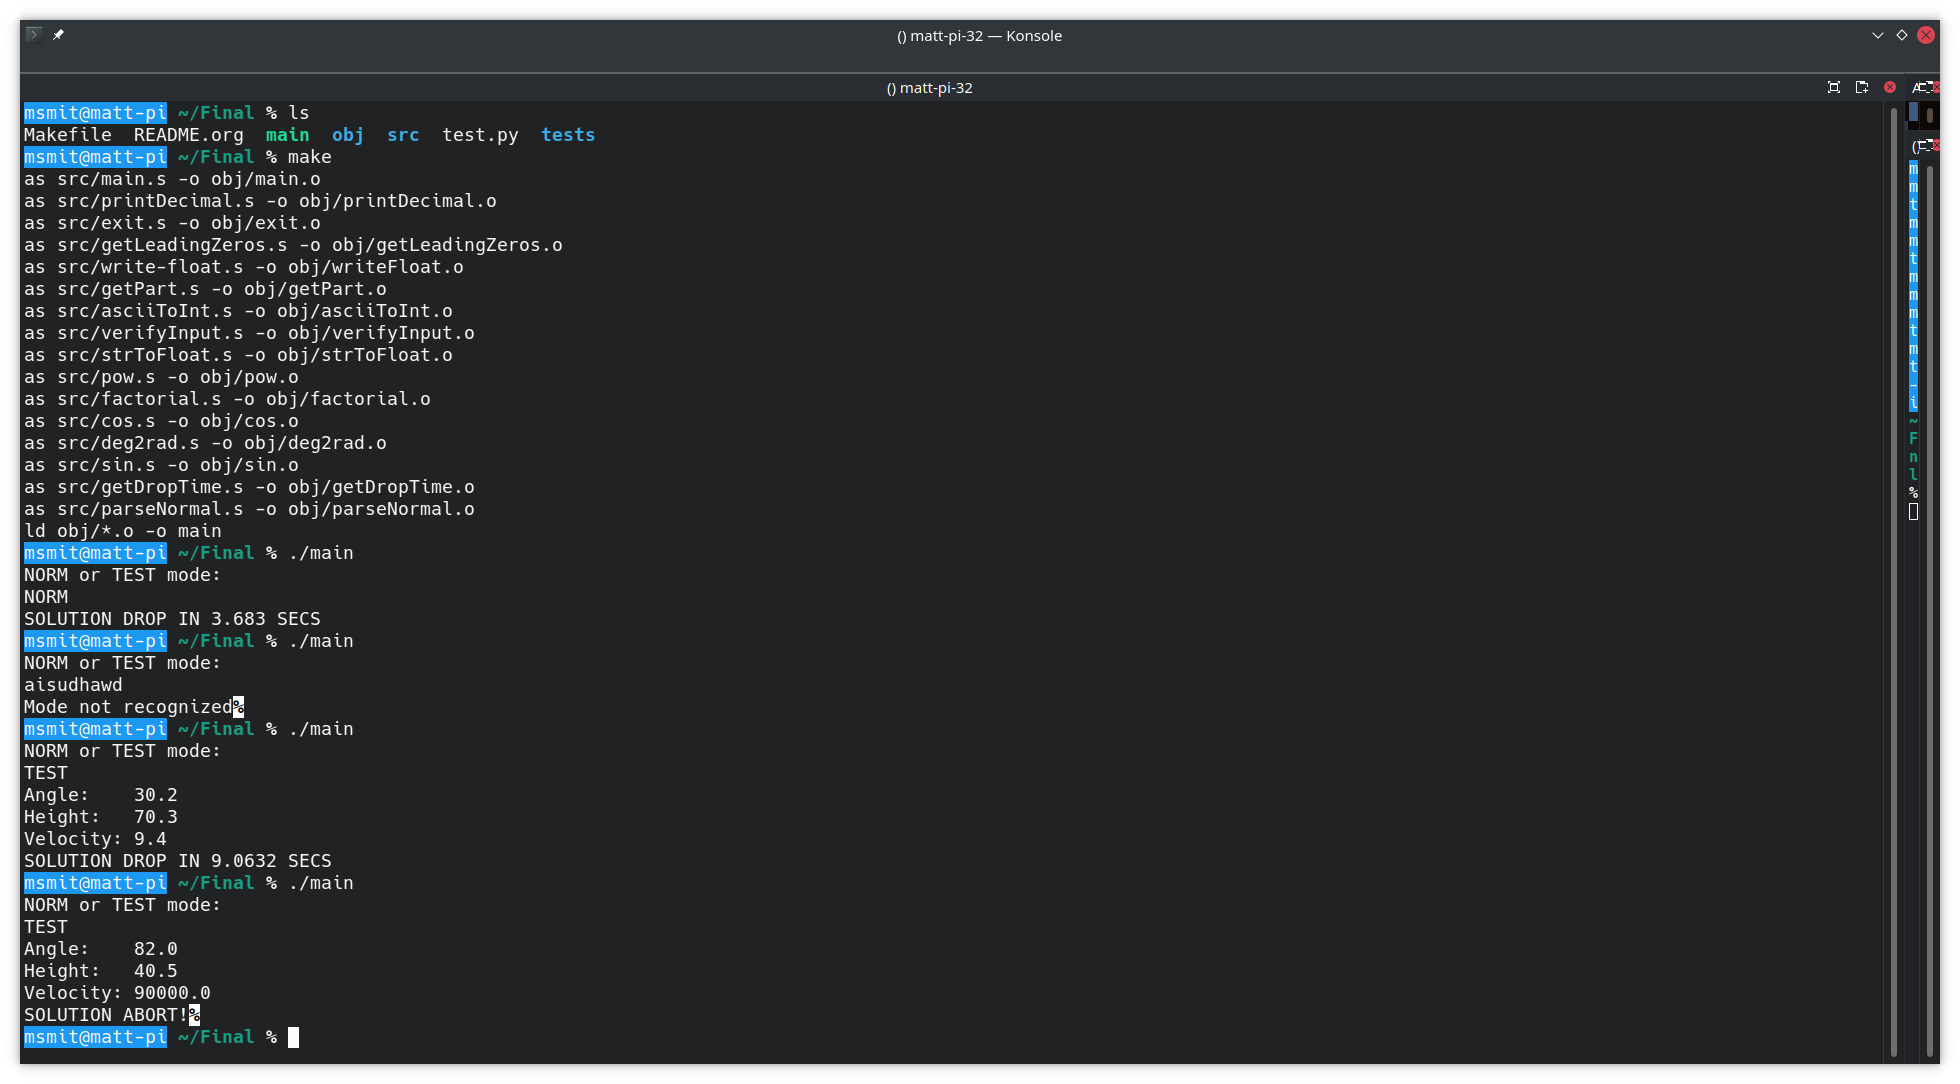 () matt-pi-32 — Konsole
() matt-pi-32
msmit@matt-pi ~/Final % ls
Makefile  README.org  main  obj  src  test.py  tests
msmit@matt-pi ~/Final % make
as src/main.s -o obj/main.o
as src/printDecimal.s -o obj/printDecimal.o
as src/exit.s -o obj/exit.o
as src/getLeadingZeros.s -o obj/getLeadingZeros.o
as src/write-float.s -o obj/writeFloat.o
as src/getPart.s -o obj/getPart.o
as src/asciiToInt.s -o obj/asciiToInt.o
as src/verifyInput.s -o obj/verifyInput.o
as src/strToFloat.s -o obj/strToFloat.o
as src/pow.s -o obj/pow.o
as src/factorial.s -o obj/factorial.o
as src/cos.s -o obj/cos.o
as src/deg2rad.s -o obj/deg2rad.o
as src/sin.s -o obj/sin.o
as src/getDropTime.s -o obj/getDropTime.o
as src/parseNormal.s -o obj/parseNormal.o
ld obj/*.o -o main
msmit@matt-pi ~/Final % ./main
NORM or TEST mode:
NORM
SOLUTION DROP IN 3.683 SECS
msmit@matt-pi ~/Final % ./main
NORM or TEST mode:
aisudhawd
Mode not recognized%
msmit@matt-pi ~/Final % ./main
NORM or TEST mode:
TEST
Angle:    30.2
Height:   70.3
Velocity: 9.4
SOLUTION DROP IN 9.0632 SECS
msmit@matt-pi ~/Final % ./main
NORM or TEST mode:
TEST
Angle:    82.0
Height:   40.5
Velocity: 90000.0
SOLUTION ABORT!%
msmit@matt-pi ~/Final %
m
m
t
m
m
t
m
m
m
t
m
t
-
i
~
F
n
l
%